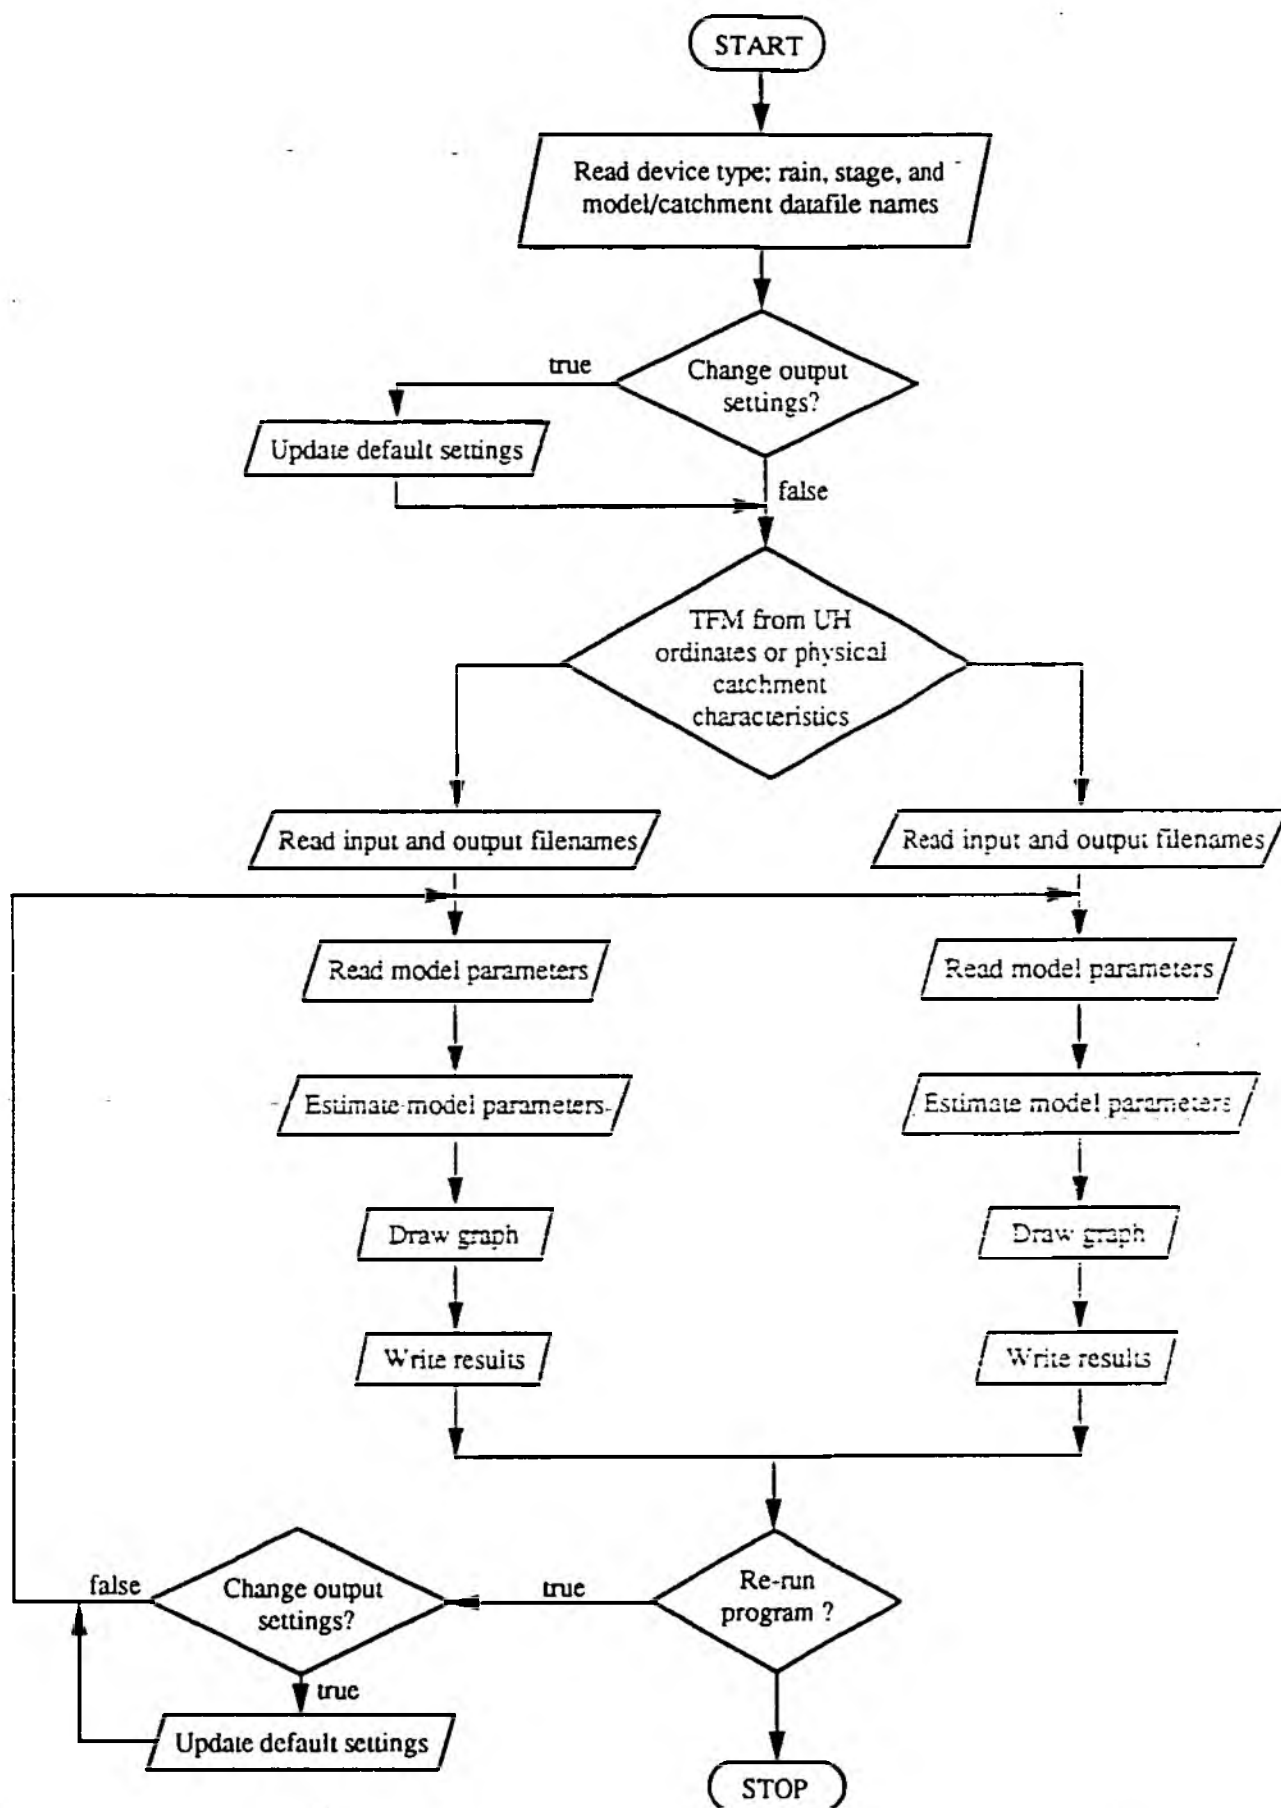 START
Read device type; rain, stage, and
model/catchment datafile names
true
Change output
settings?
Update default settings
false
TFM from UH
ordinates or physical
catchment
characteristics
Read input and output filenames
Read input and output filenames
Read model parameters
Read model parameters
Estimate model parameters
Estimate model parameters
Draw graph
Draw graph
Write results
Write results
false
Change output
settings?
true
Re-run
program ?
true
Update default settings
STOP